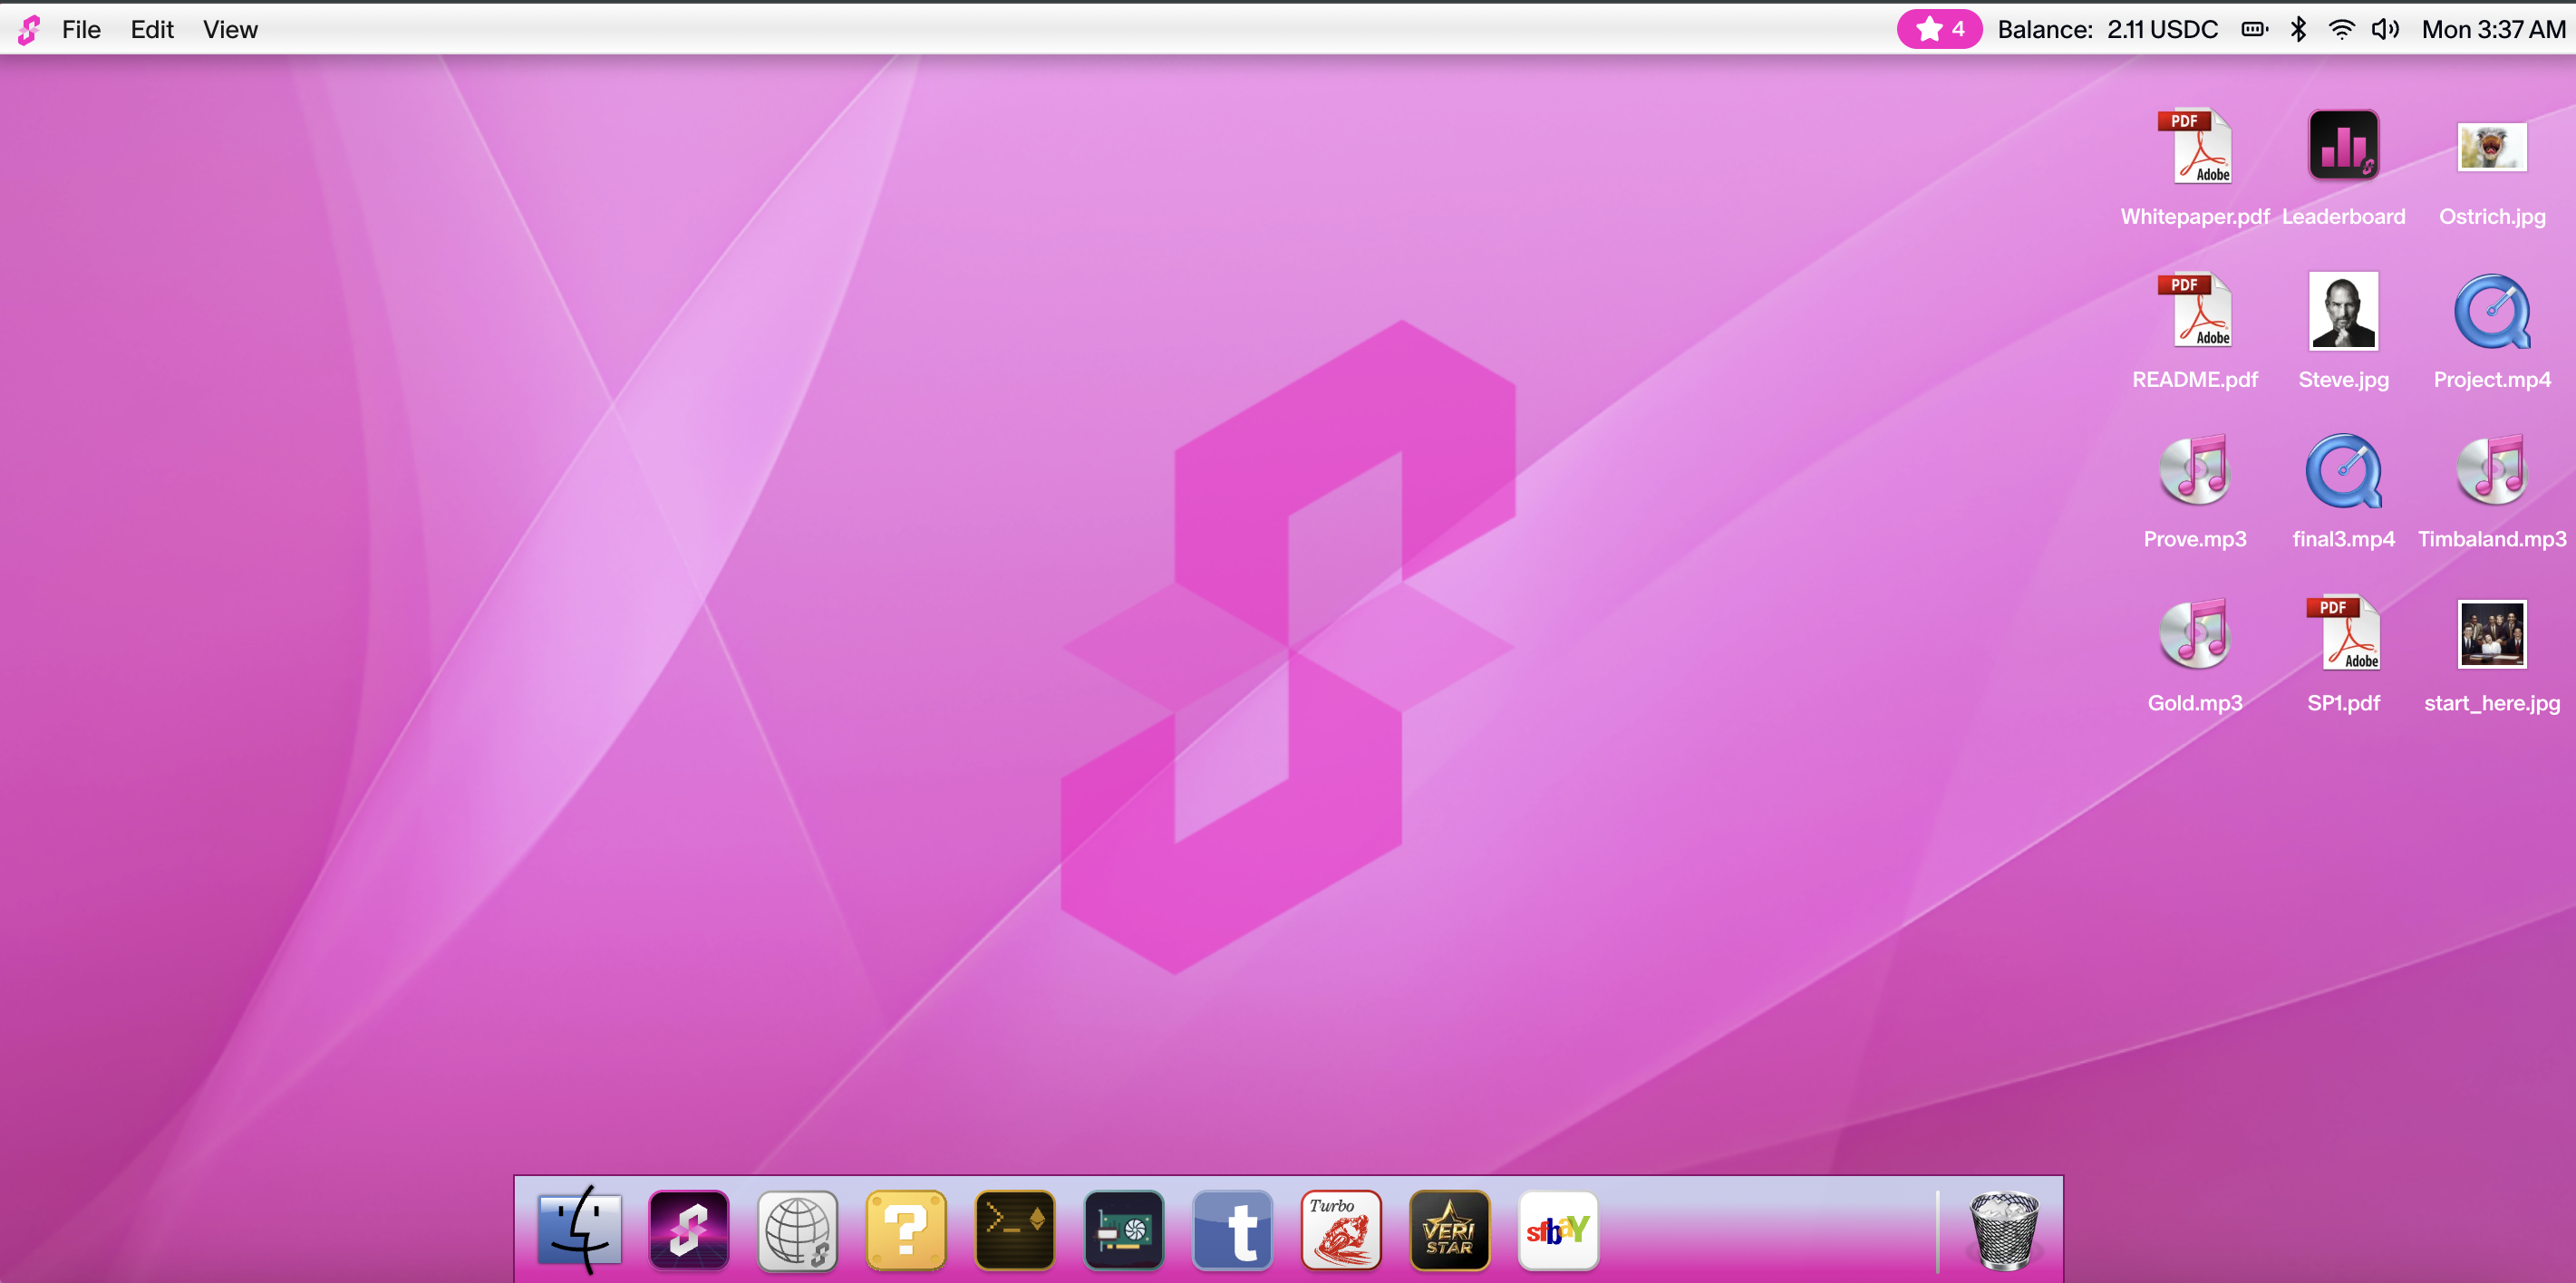 File Edit View 4 Balance: 2.11 USDC Mon 3:37 AM
PDF
Adobe
Whitepaper.pdf Leaderboard Ostrich.jpg
PDF
Adobe
README.pdf Steve.jpg Project.mp4
Prove.mp3 final3.mp4 Timbaland.mp3
PDF
Adobe
Gold.mp3 SP1.pdf start_here.jpg
? >_ t Turbo VERI STAR sfbaY